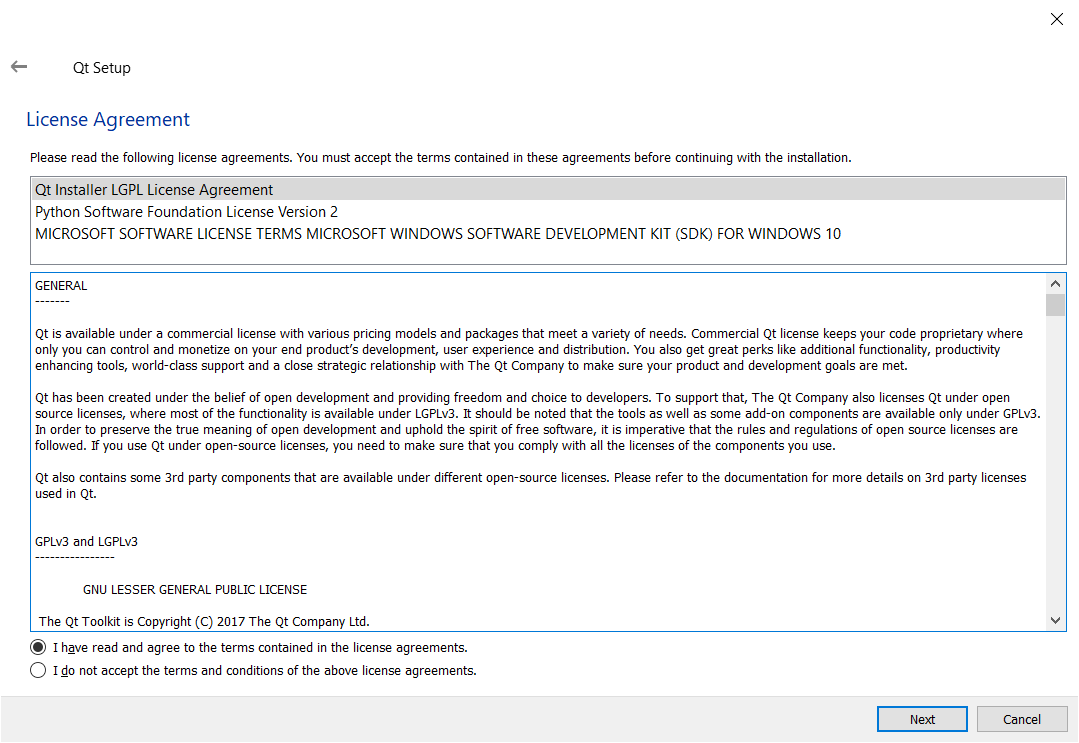 Qt Setup
License Agreement
Please read the following license agreements. You must accept the terms contained in these agreements before continuing with the installation.
Qt Installer LGPL License Agreement
Python Software Foundation License Version 2
MICROSOFT SOFTWARE LICENSE TERMS MICROSOFT WINDOWS SOFTWARE DEVELOPMENT KIT (SDK) FOR WINDOWS 10
GENERAL
-------
Qt is available under a commercial license with various pricing models and packages that meet a variety of needs. Commercial Qt license keeps your code proprietary where
only you can control and monetize on your end product’s development, user experience and distribution. You also get great perks like additional functionality, productivity
enhancing tools, world-class support and a close strategic relationship with The Qt Company to make sure your product and development goals are met.
Qt has been created under the belief of open development and providing freedom and choice to developers. To support that, The Qt Company also licenses Qt under open
source licenses, where most of the functionality is available under LGPLv3. It should be noted that the tools as well as some add-on components are available only under GPLv3.
In order to preserve the true meaning of open development and uphold the spirit of free software, it is imperative that the rules and regulations of open source licenses are
followed. If you use Qt under open-source licenses, you need to make sure that you comply with all the licenses of the components you use.
Qt also contains some 3rd party components that are available under different open-source licenses. Please refer to the documentation for more details on 3rd party licenses
used in Qt.
GPLv3 and LGPLv3
----------------
GNU LESSER GENERAL PUBLIC LICENSE
The Qt Toolkit is Copyright (C) 2017 The Qt Company Ltd.
I have read and agree to the terms contained in the license agreements.
I do not accept the terms and conditions of the above license agreements.
Next
Cancel